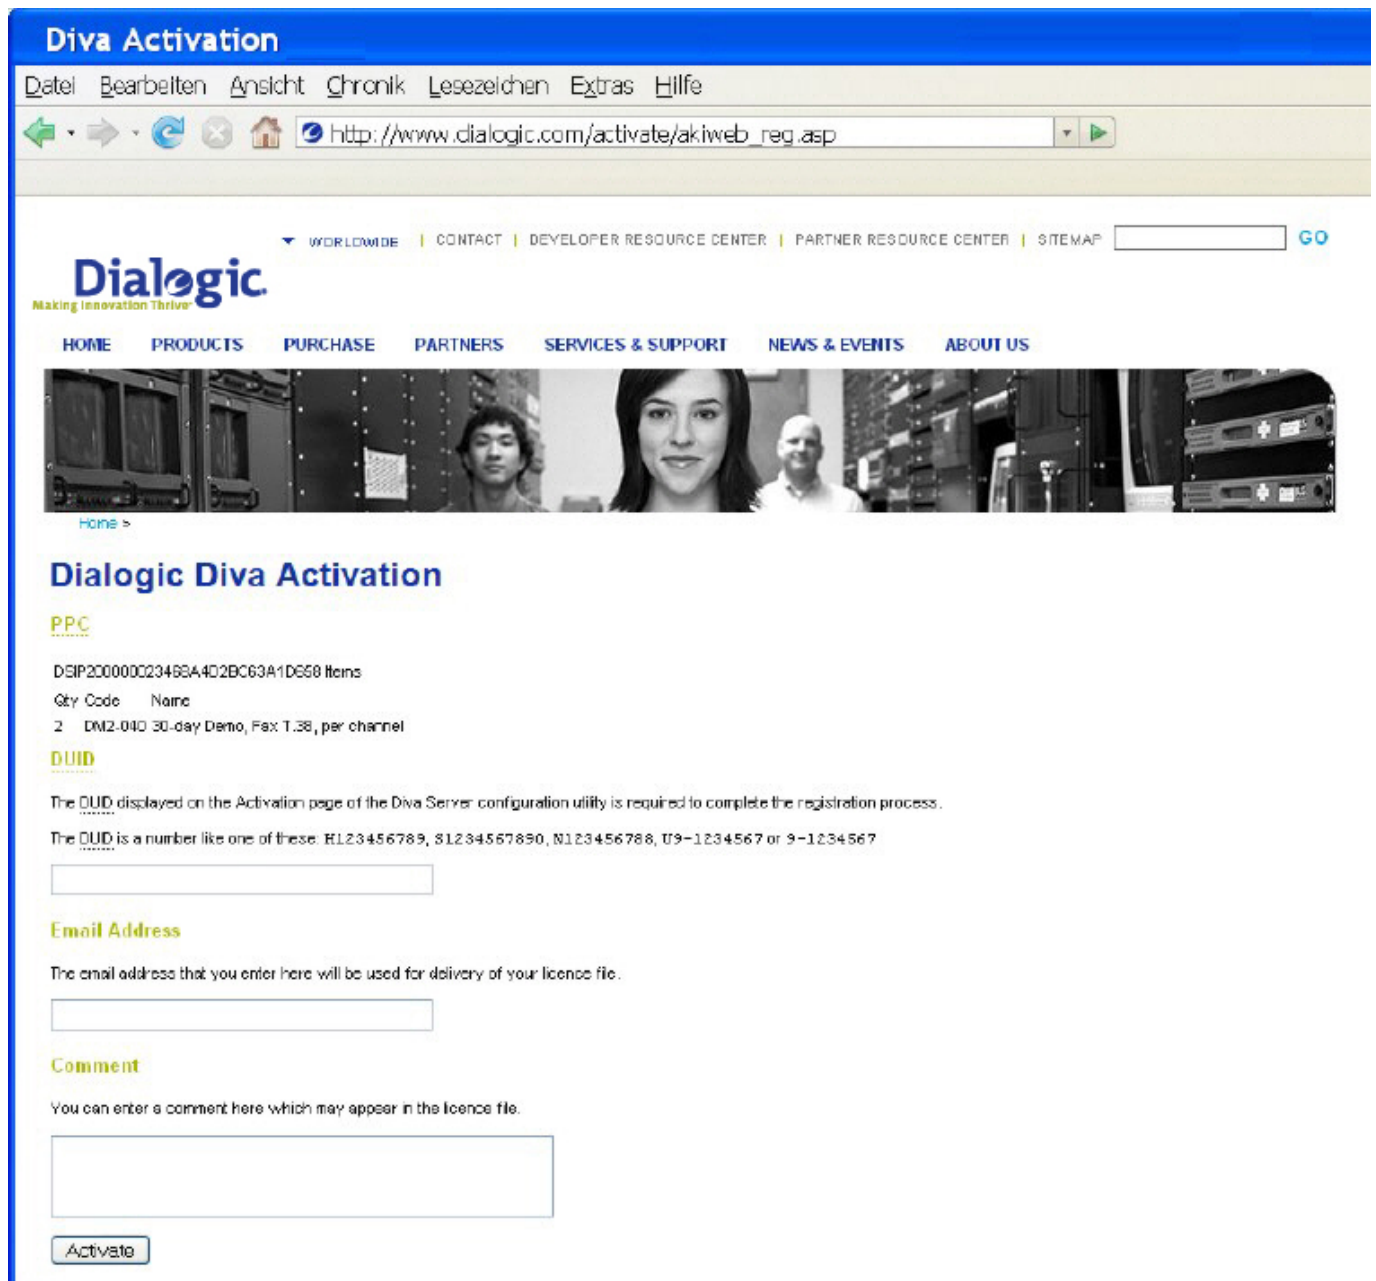 Diva Activation
Datei Bearbeiten Ansicht Chronik Lesezeichen Extras Hilfe
http://www.dialogic.com/activate/akiweb_reg.asp
WORLDWIDE | CONTACT | DEVELOPER RESOURCE CENTER | PARTNER RESOURCE CENTER | SITEMAP GO
Dialogic.
Making Innovation Thrive
HOME PRODUCTS PURCHASE PARTNERS SERVICES & SUPPORT NEWS & EVENTS ABOUT US
Home >
Dialogic Diva Activation
PPC
DSIP20000002346BA4D2BC63A1D658 Items
Qty Code Name
2 DM2-040 30-day Demo, Fax T.38, per channel
DUID
The DUID displayed on the Activation page of the Diva Server configuration utility is required to complete the registration process.
The DUID is a number like one of these: H123456789, S1234567890, N123456788, U9-1234567 or 9-1234567
Email Address
The email address that you enter here will be used for delivery of your licence file.
Comment
You can enter a comment here which may appear in the licence file.
Activate